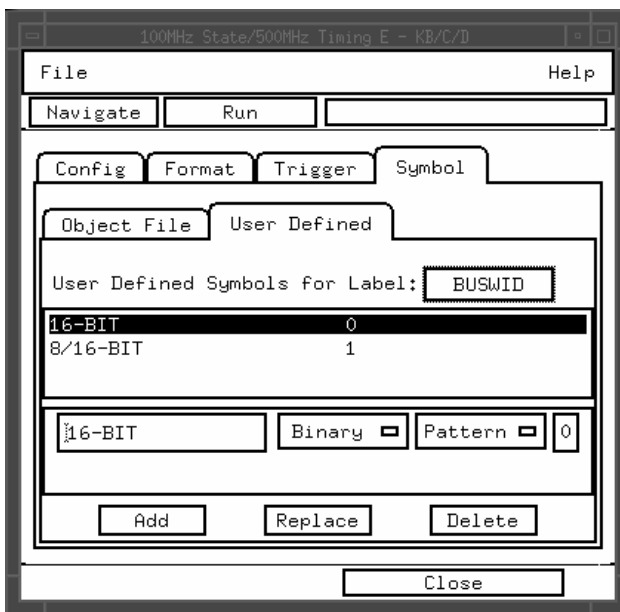 100MHz State/500MHz Timing E - KB/C/D
File Help
Navigate Run
Config Format Trigger Symbol
Object File User Defined
User Defined Symbols for Label: BUSWID
16-BIT 0
8/16-BIT 1
16-BIT Binary Pattern 0
Add Replace Delete
Close